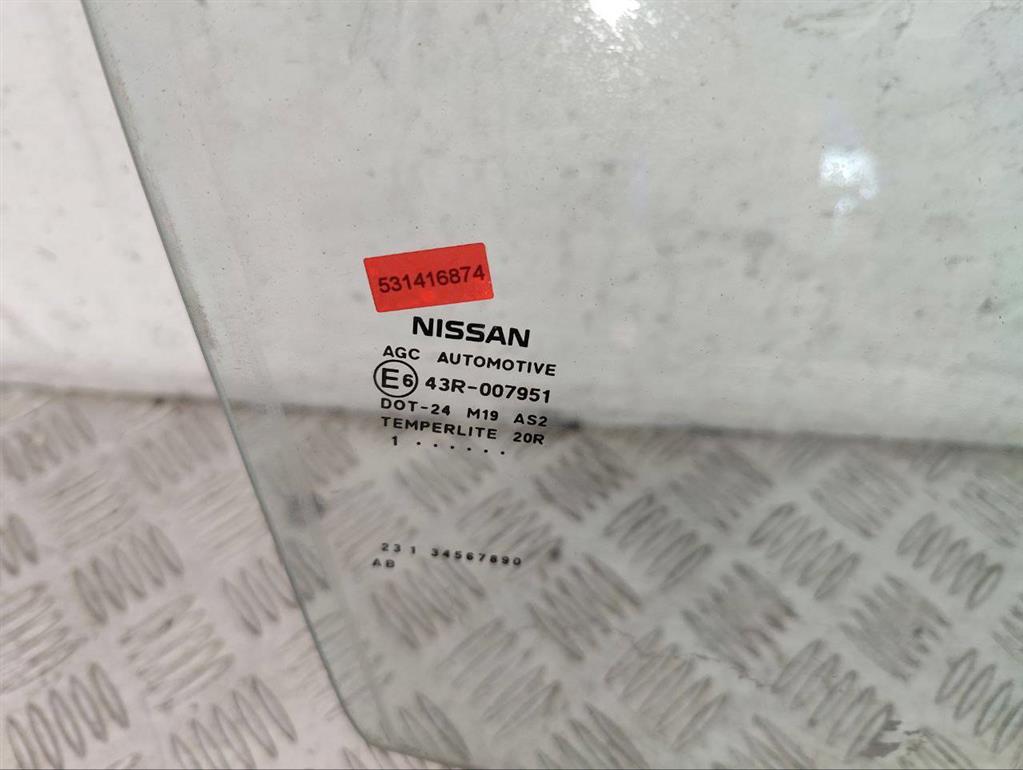 531416874
NISSAN
AGC AUTOMOTIVE
E6 43R-007951
DOT-24 M19 AS2
TEMPERLITE 20R
1 . . . . . .
23 1 34567890
AB